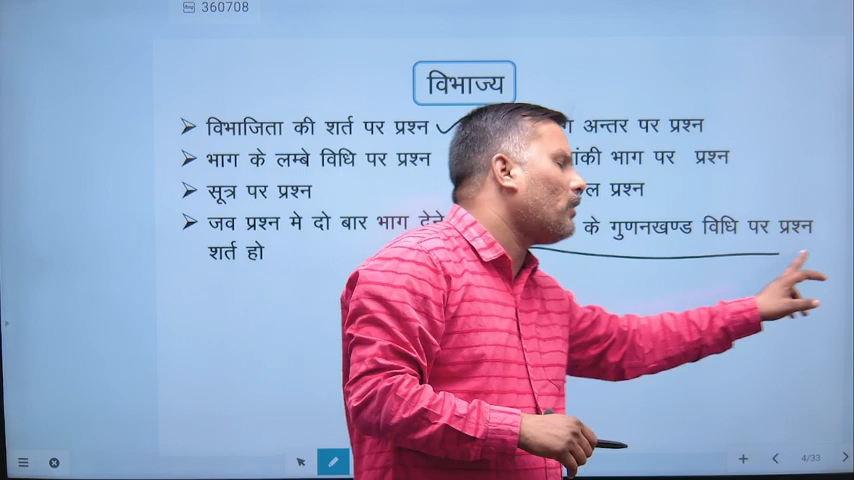 360708
विभाज्य
➤ विभाजिता की शर्त पर प्रश्न
➤ भाग के लम्बे विधि पर प्रश्न
➤ सूत्र पर प्रश्न
➤ जव प्रश्न मे दो बार भाग देने
शर्त हो
अन्तर पर प्रश्न
भाग पर प्रश्न
प्रश्न
के गुणनखण्ड विधि पर प्रश्न
4/33